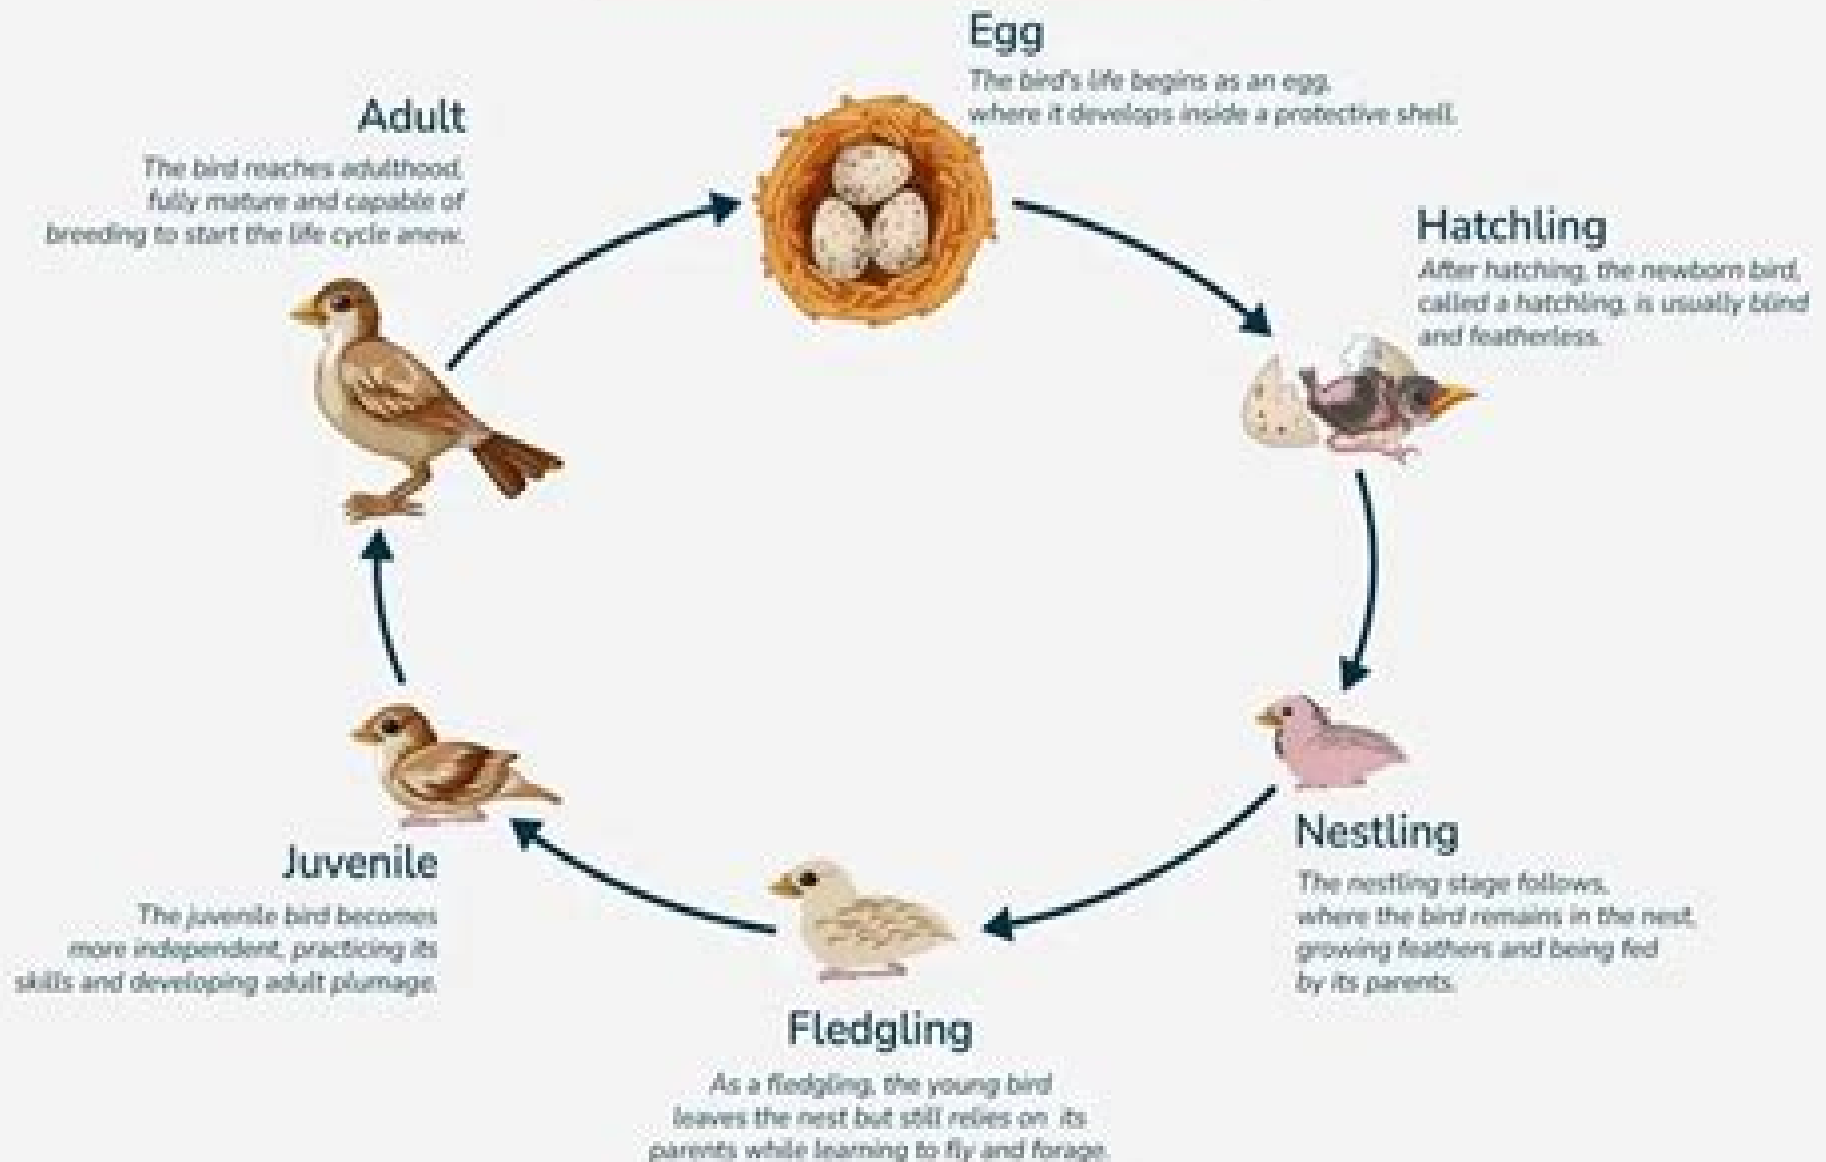 Egg
The bird's life begins as an egg,
where it develops inside a protective shell.
Hatchling
After hatching, the newborn bird,
called a hatchling, is usually blind
and featherless.
Nestling
The nestling stage follows,
where the bird remains in the nest,
growing feathers and being fed
by its parents.
Fledgling
As a fledgling, the young bird
leaves the nest but still relies on its
parents while learning to fly and forage.
Juvenile
The juvenile bird becomes
more independent, practicing its
skills and developing adult plumage.
Adult
The bird reaches adulthood,
fully mature and capable of
breeding to start the life cycle anew.